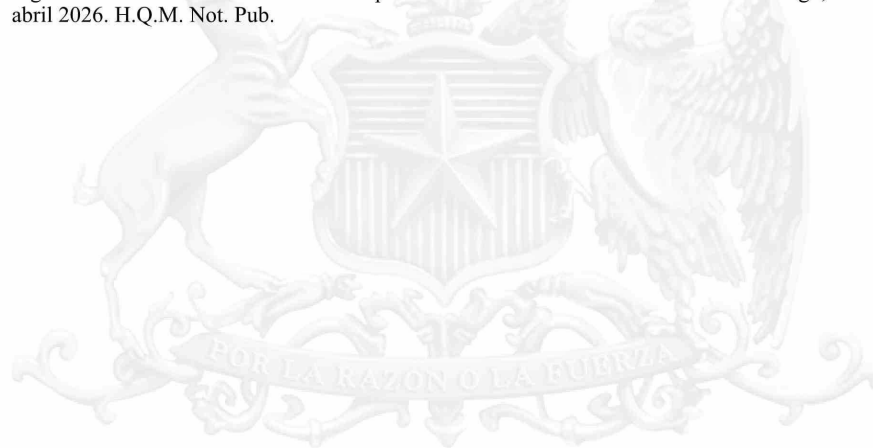 abril 2026. H.Q.M. Not. Pub.
POR LA RAZON O LA FUERZA